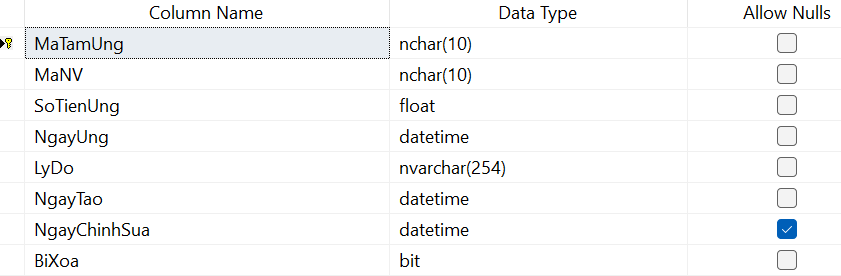 Column Name Data Type Allow Nulls
MaTamUng nchar(10)
MaNV nchar(10)
SoTienUng float
NgayUng datetime
LyDo nvarchar(254)
NgayTao datetime
NgayChinhSua datetime
BiXoa bit